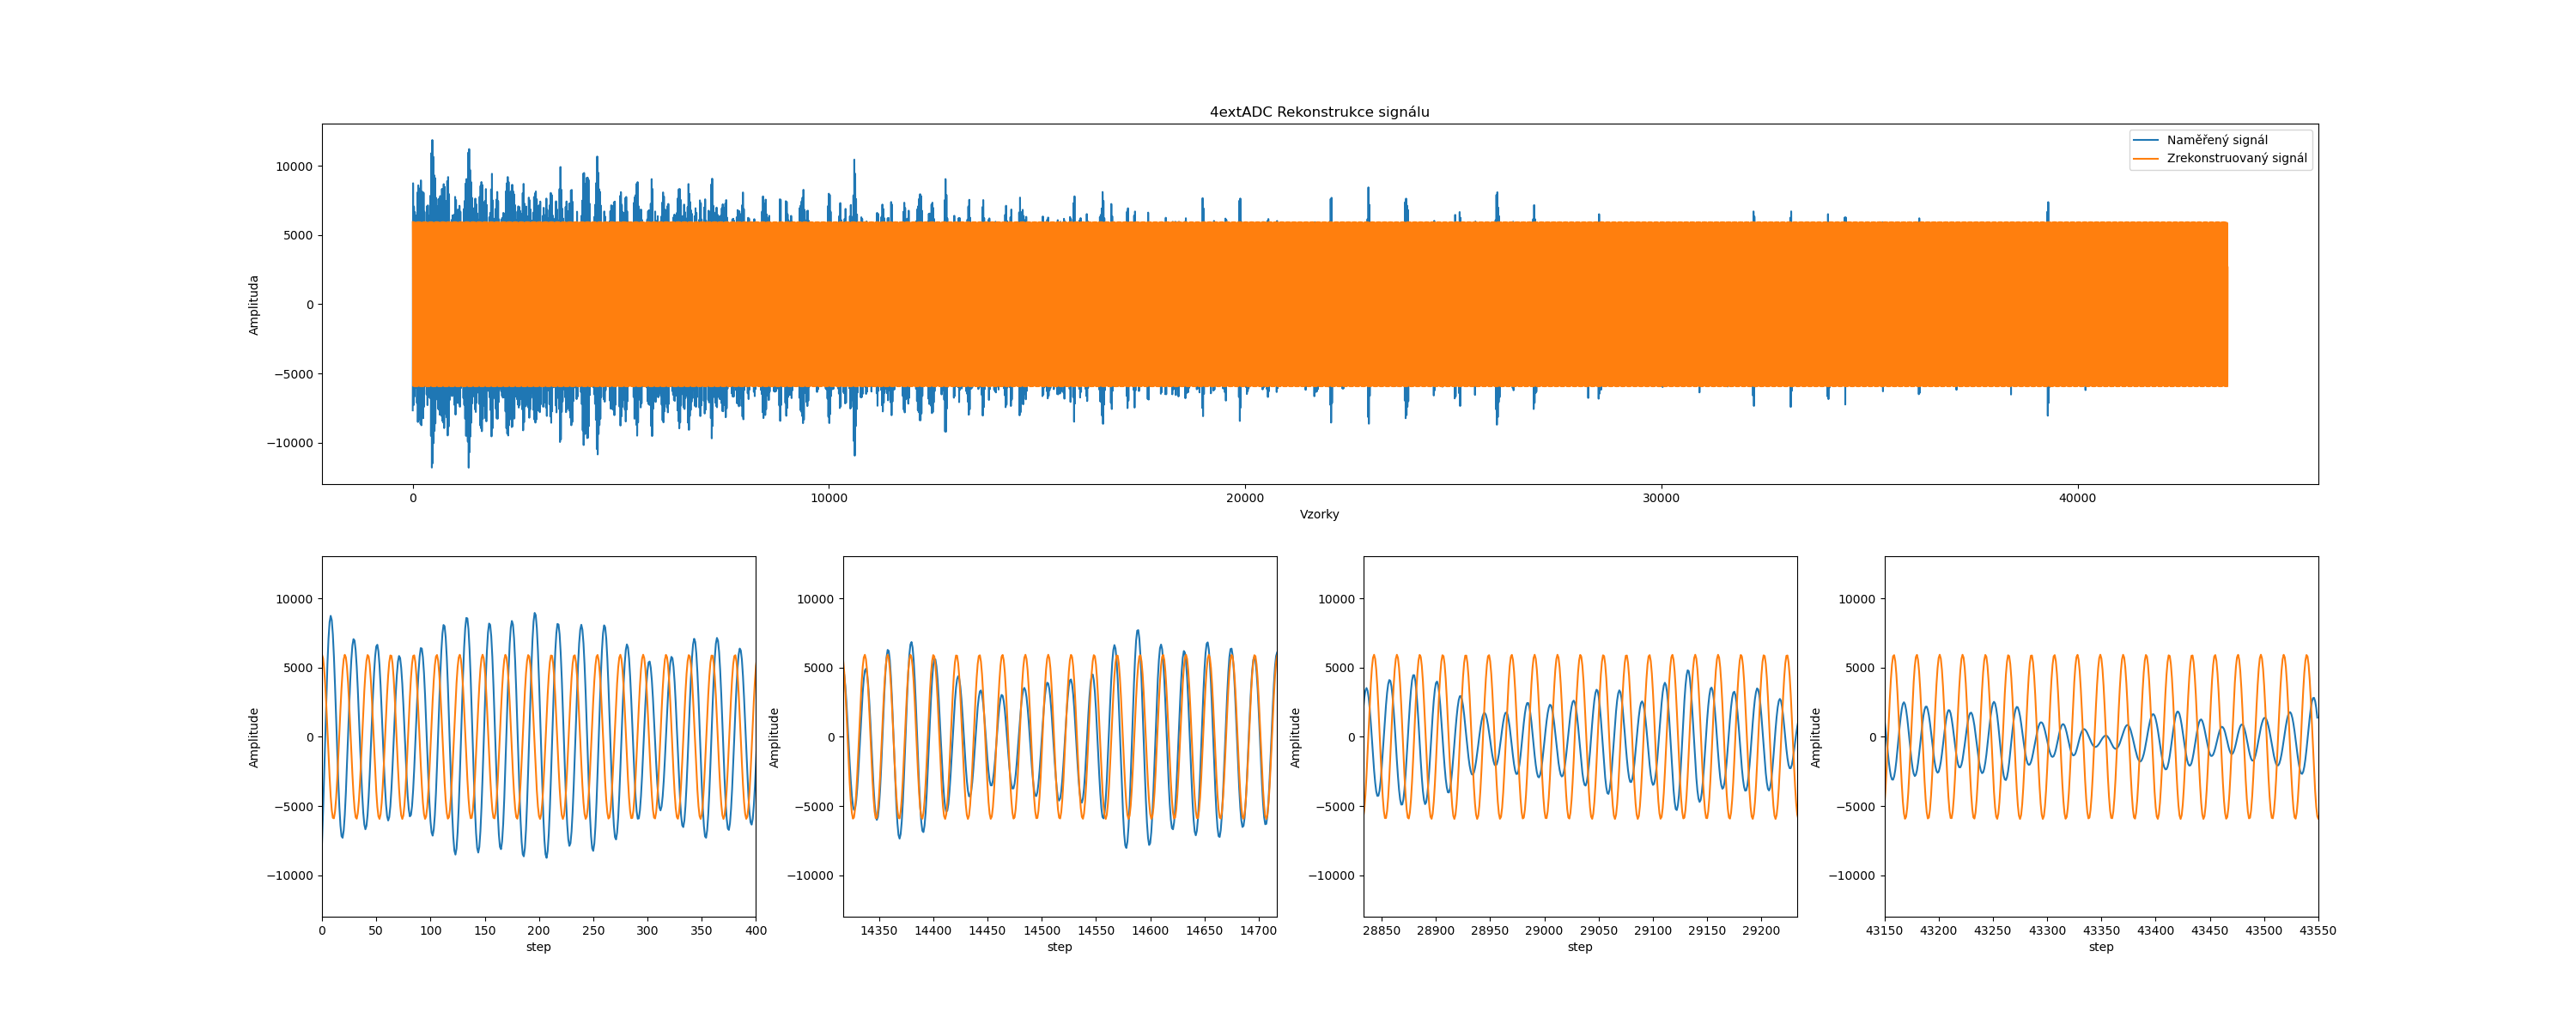 4extADC Rekonstrukce signálu
Naměřený signál
Zrekonstruovaný signál
Amplituda
10000
5000
0
−5000
−10000
0 10000 20000 30000 40000
Vzorky
Amplitude
10000
5000
0
−5000
−10000
0 50 100 150 200 250 300 350 400
step
Amplitude
10000
5000
0
−5000
−10000
14350 14400 14450 14500 14550 14600 14650 14700
step
Amplitude
10000
5000
0
−5000
−10000
28850 28900 28950 29000 29050 29100 29150 29200
step
Amplitude
10000
5000
0
−5000
−10000
43150 43200 43250 43300 43350 43400 43450 43500 43550
step